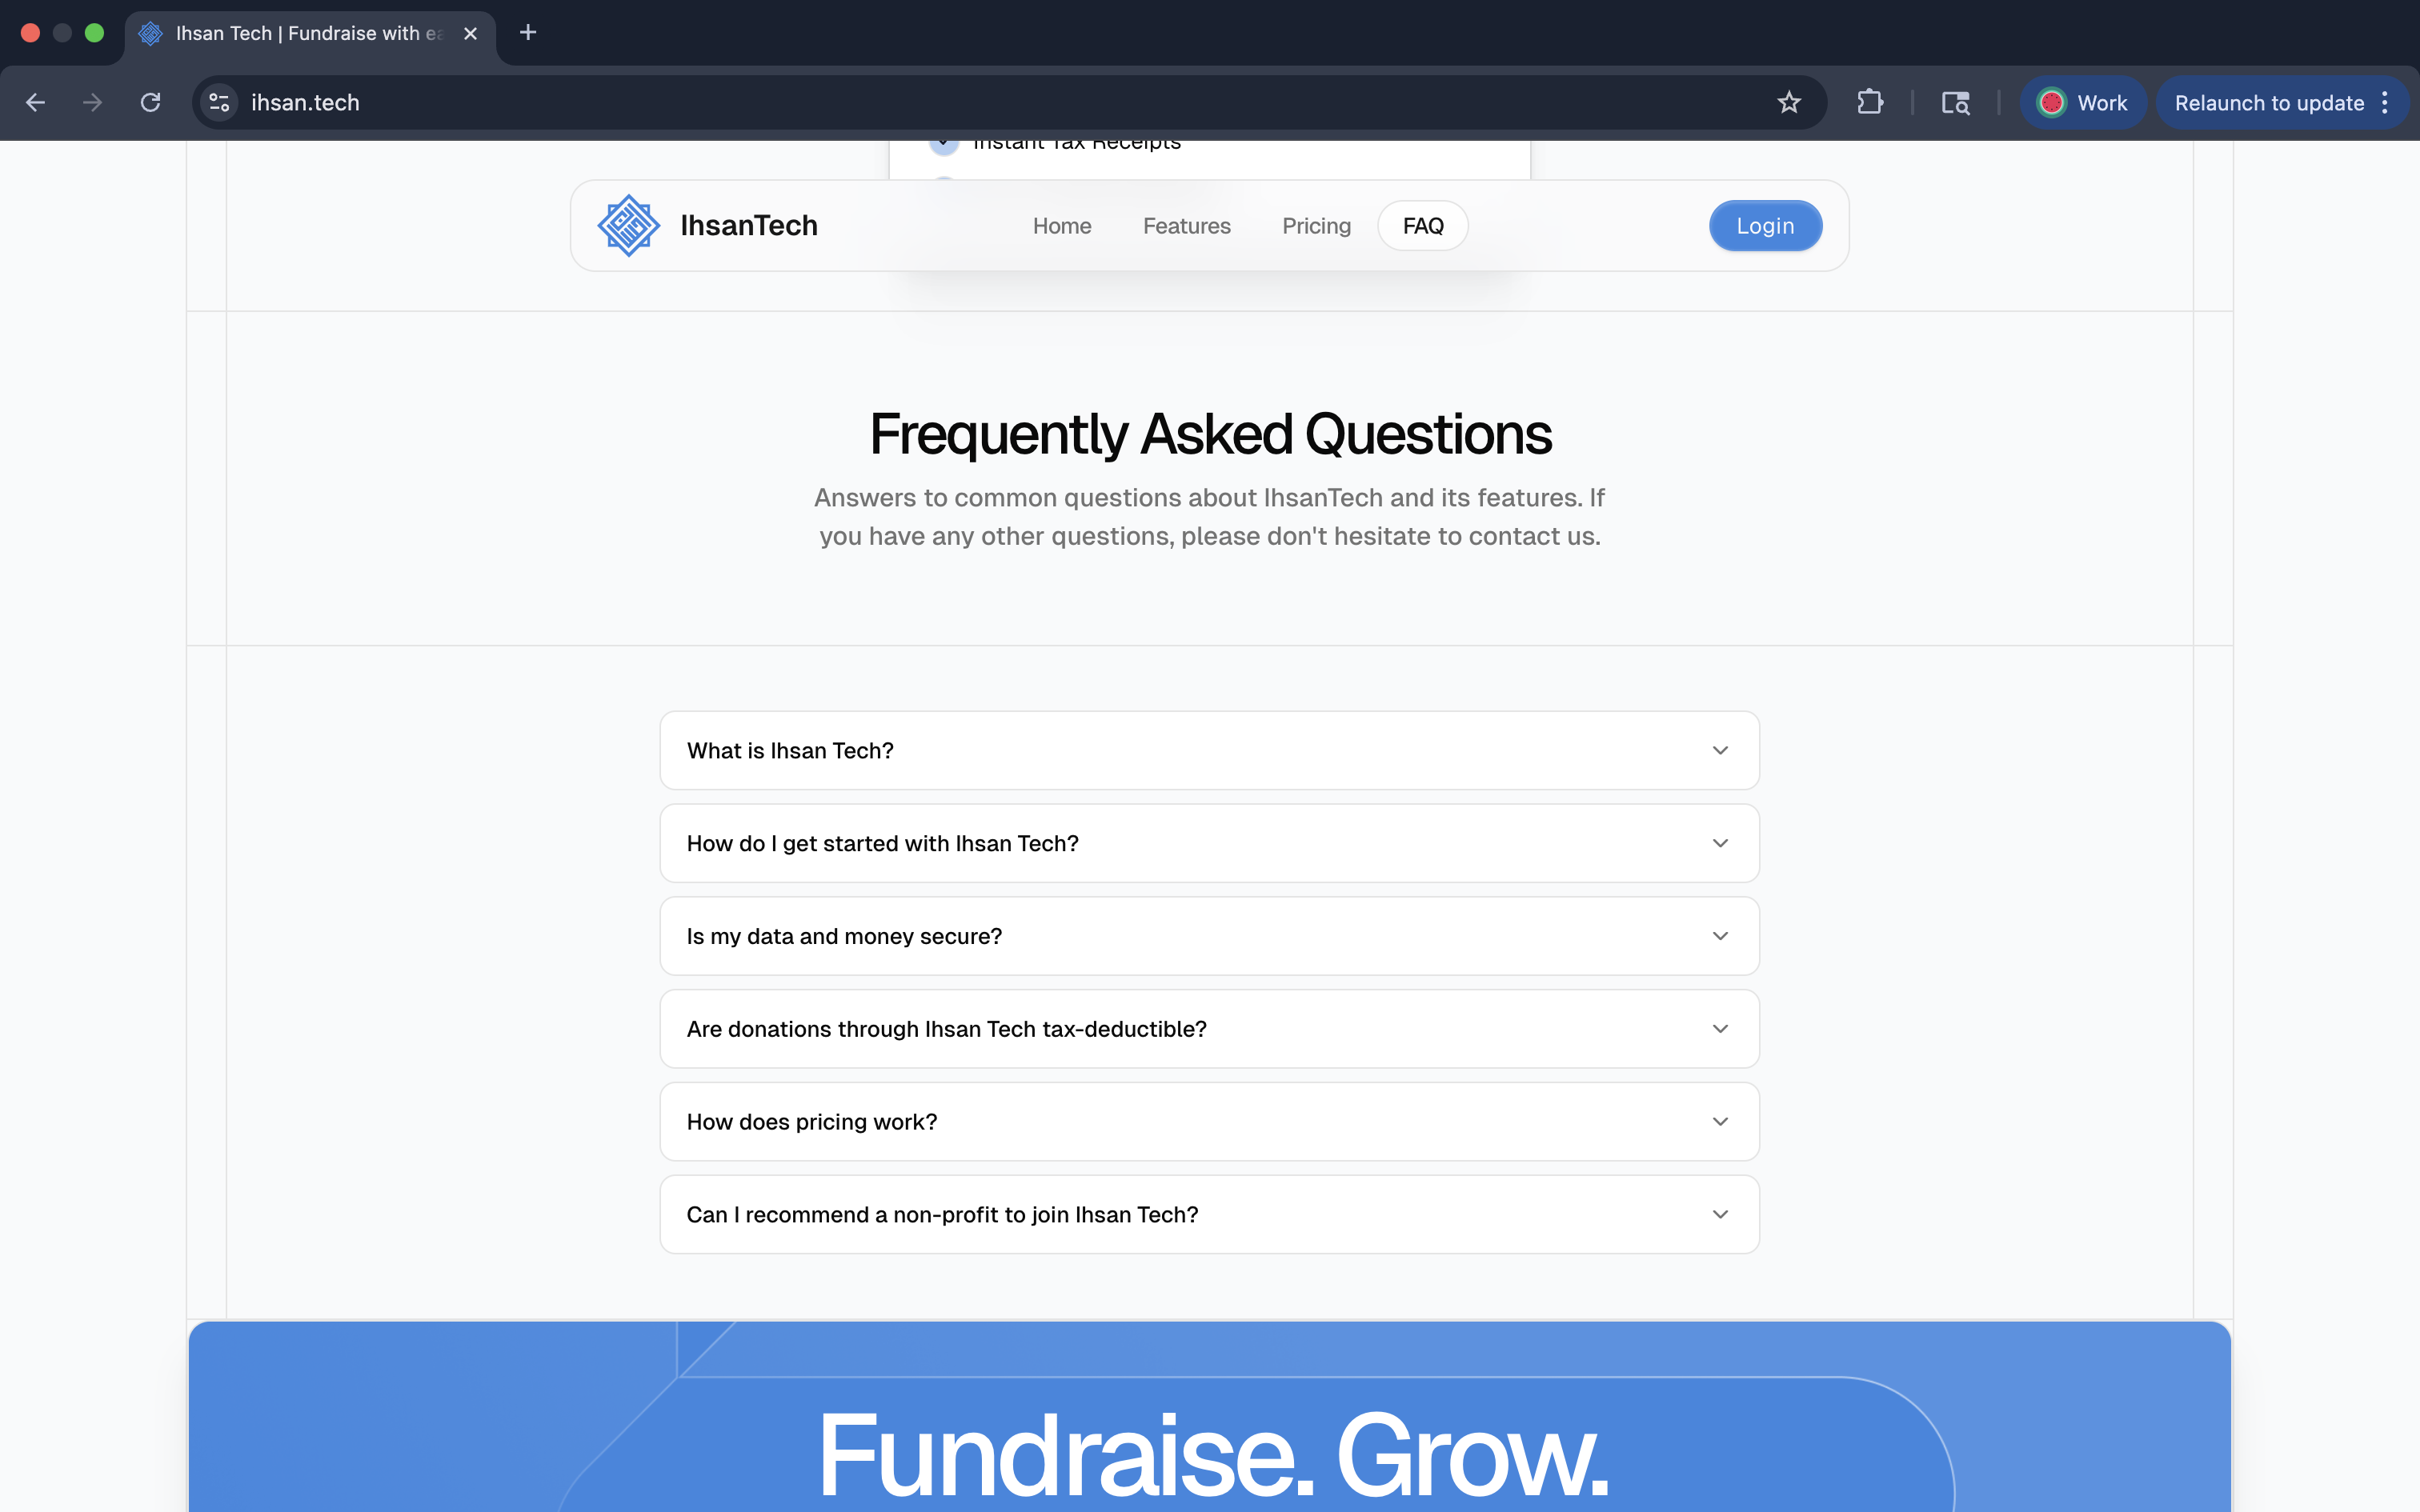 Ihsan Tech | Fundraise with ea
ihsan.tech
Work
Relaunch to update
Instant Tax Receipts
IhsanTech
Home
Features
Pricing
FAQ
Login
Frequently Asked Questions
Answers to common questions about IhsanTech and its features. If
you have any other questions, please don't hesitate to contact us.
What is Ihsan Tech?
How do I get started with Ihsan Tech?
Is my data and money secure?
Are donations through Ihsan Tech tax-deductible?
How does pricing work?
Can I recommend a non-profit to join Ihsan Tech?
Fundraise. Grow.